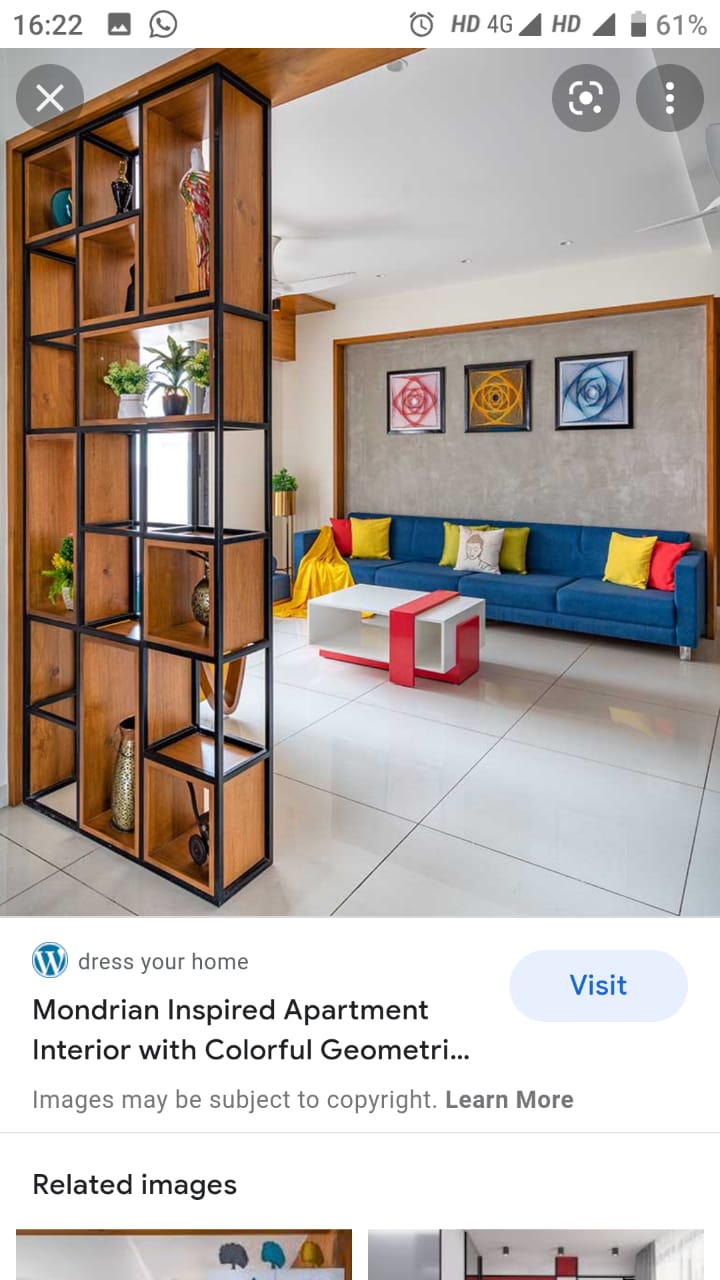 16:22
HD 4G HD 61%
dress your home
Visit
Mondrian Inspired Apartment
Interior with Colorful Geometri...
Images may be subject to copyright. Learn More
Related images